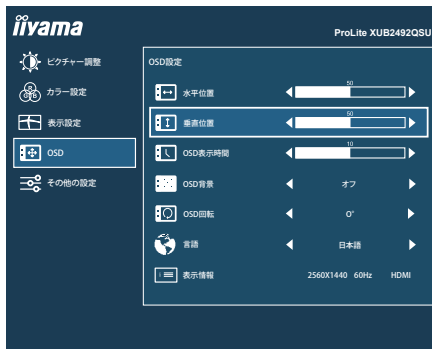 iiyama
ProLite XUB2492QSU
ピクチャー調整
カラー設定
表示設定
OSD
その他の設定
OSD設定
水平位置 50
垂直位置 50
OSD表示時間 10
OSD背景 オフ
OSD回転 0°
言語 日本語
表示情報 2560X1440 60Hz HDMI